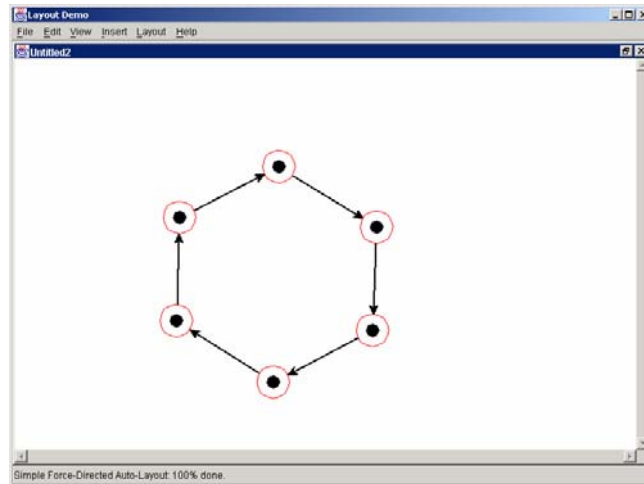 Layout Demo
File Edit View Insert Layout Help
Untitled2
Simple Force-Directed Auto-Layout: 100% done.